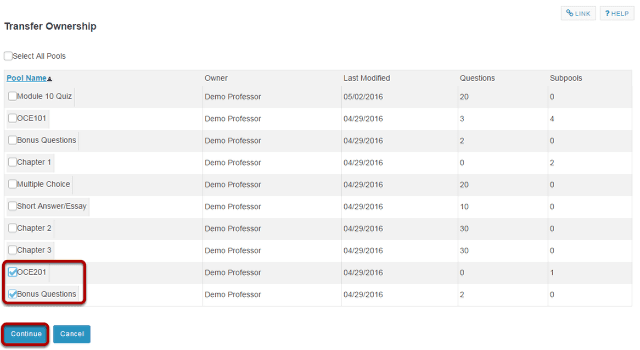 LINK ? HELP
Transfer Ownership
Select All Pools
Pool Name Owner Last Modified Questions Subpools
Module 10 Quiz Demo Professor 05/02/2016 20 0
OCE101 Demo Professor 04/29/2016 3 4
Bonus Questions Demo Professor 04/29/2016 2 0
Chapter 1 Demo Professor 04/29/2016 0 2
Multiple Choice Demo Professor 04/29/2016 20 0
Short Answer/Essay Demo Professor 04/29/2016 10 0
Chapter 2 Demo Professor 04/29/2016 30 0
Chapter 3 Demo Professor 04/29/2016 30 0
OCE201 Demo Professor 04/29/2016 0 1
Bonus Questions Demo Professor 04/29/2016 2 0
Continue Cancel